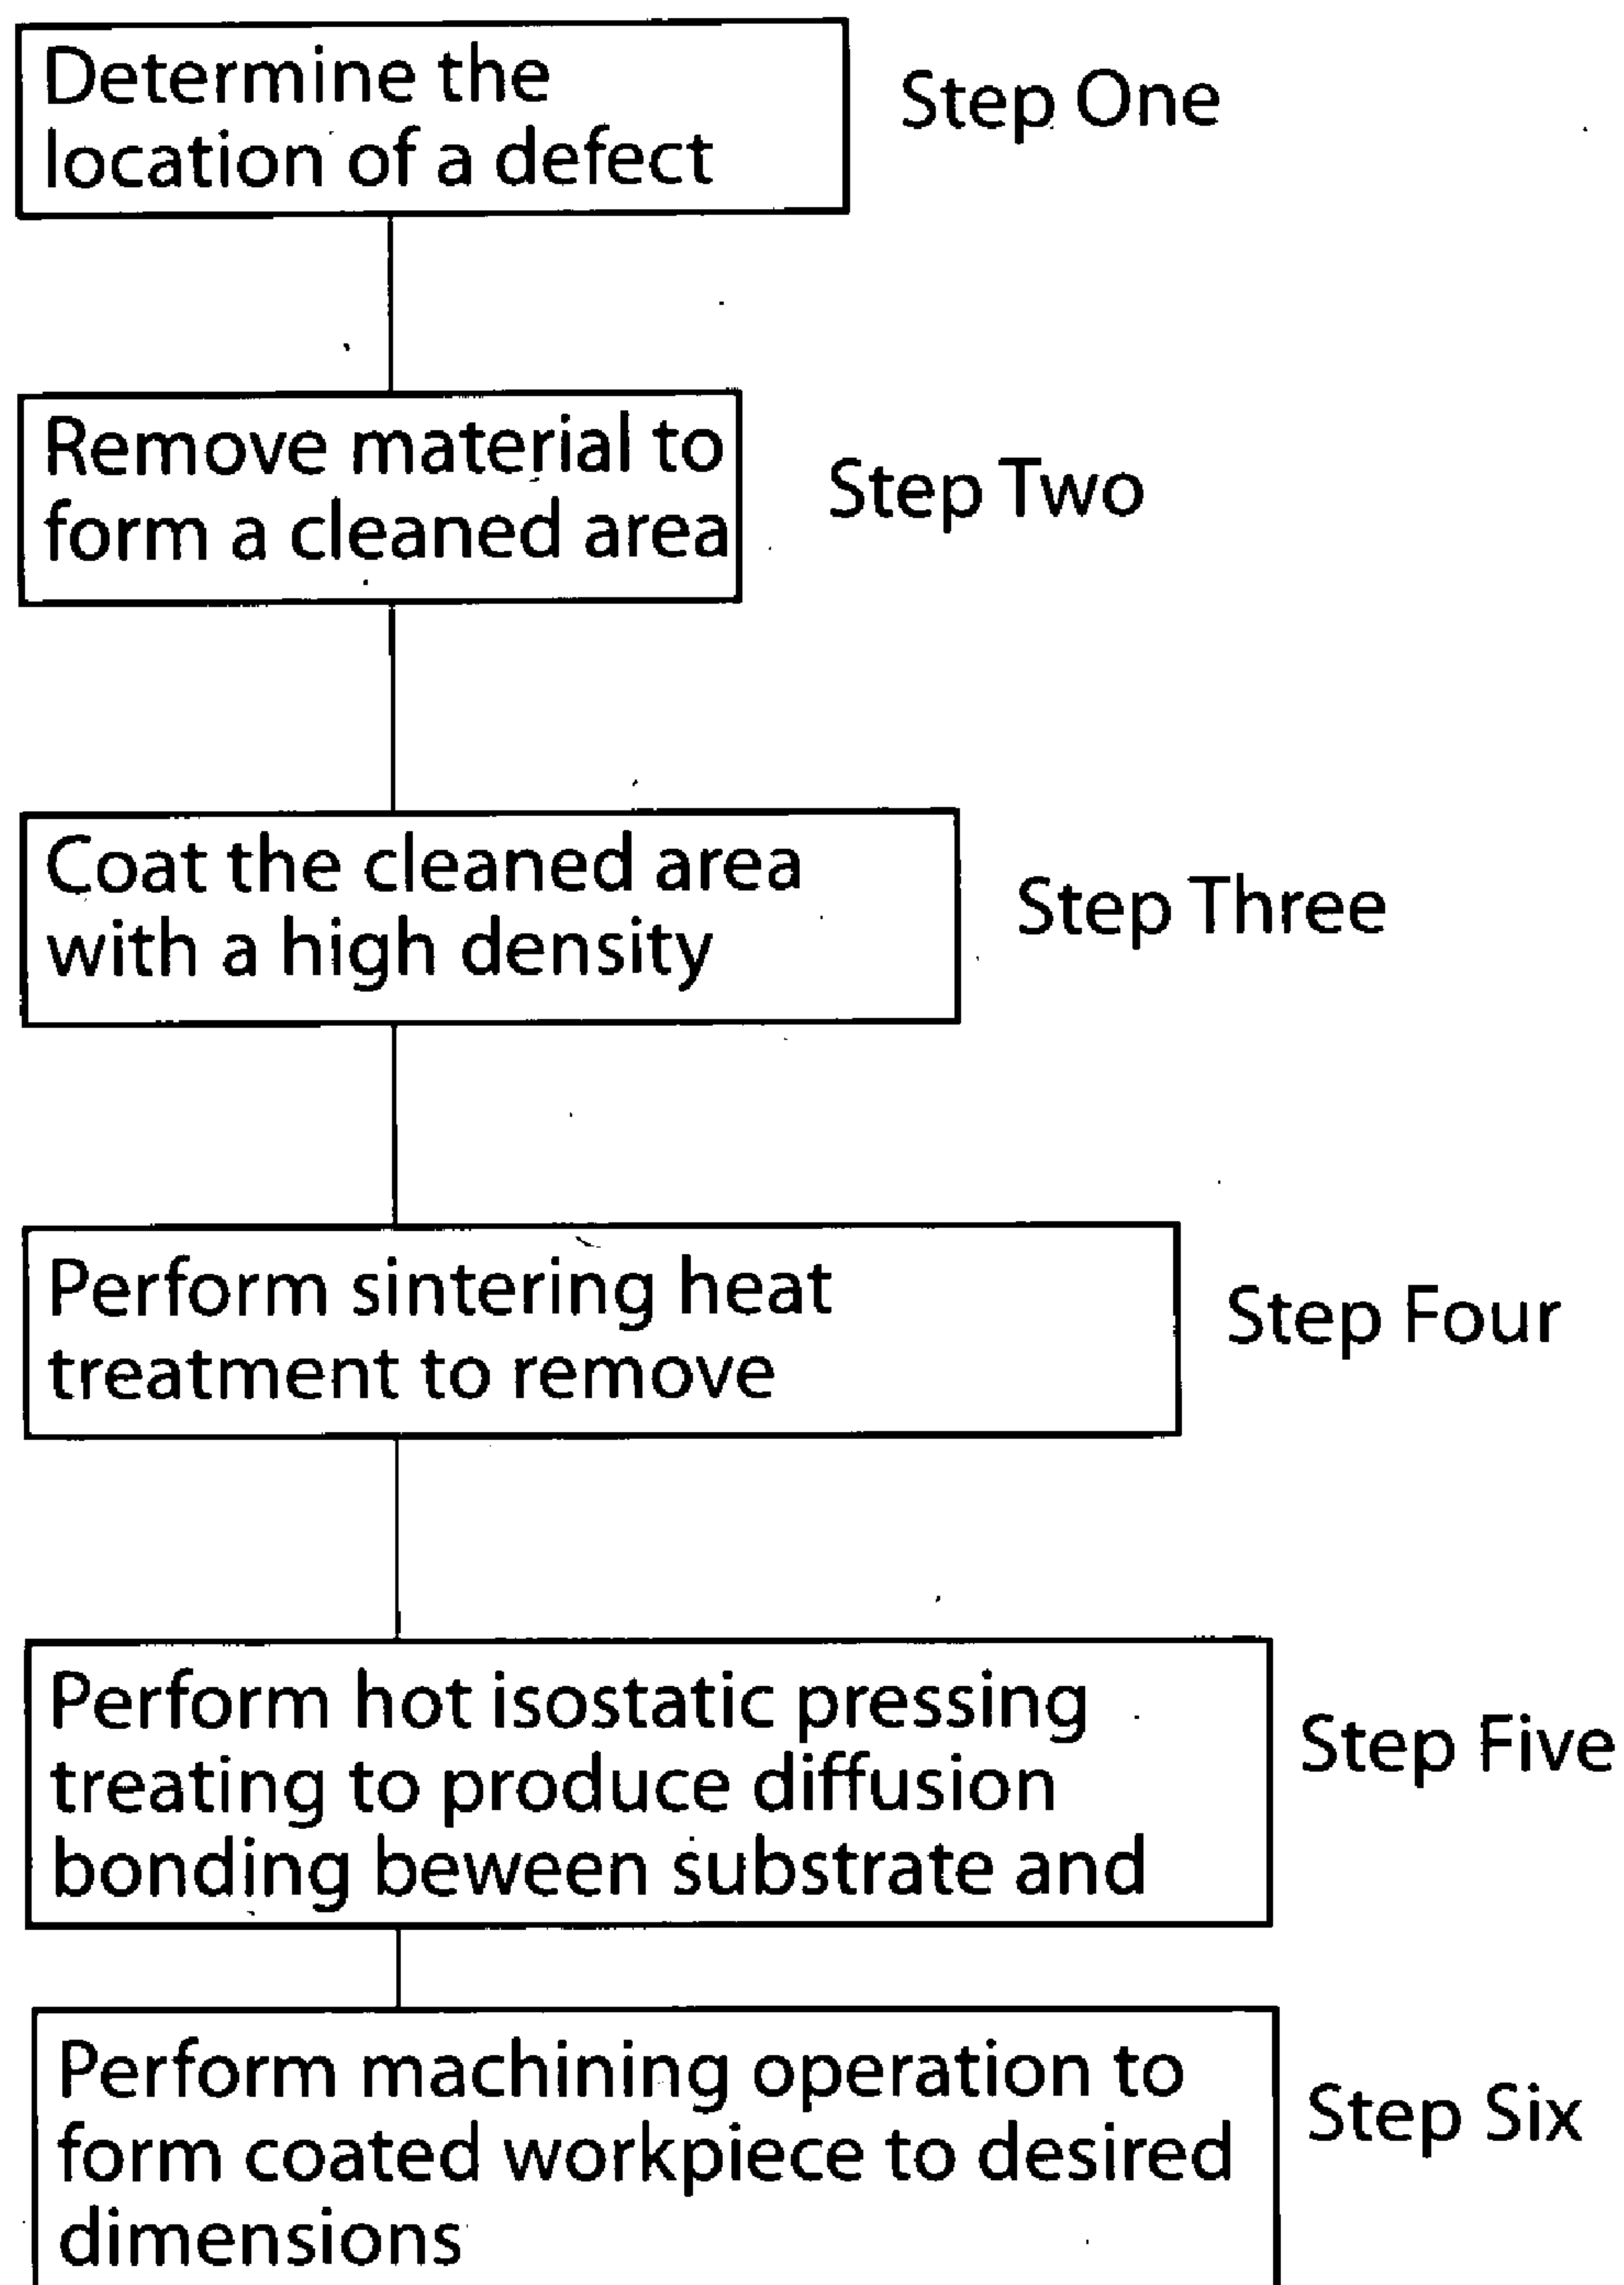 Determine the
location of a defect
Step One
Remove material to
form a cleaned area
Step Two
Coat the cleaned area
with a high density
Step Three
Perform sintering heat
treatment to remove
Step Four
Perform hot isostatic pressing
treating to produce diffusion
bonding beween substrate and
Step Five
Perform machining operation to
form coated workpiece to desired
dimensions
Step Six